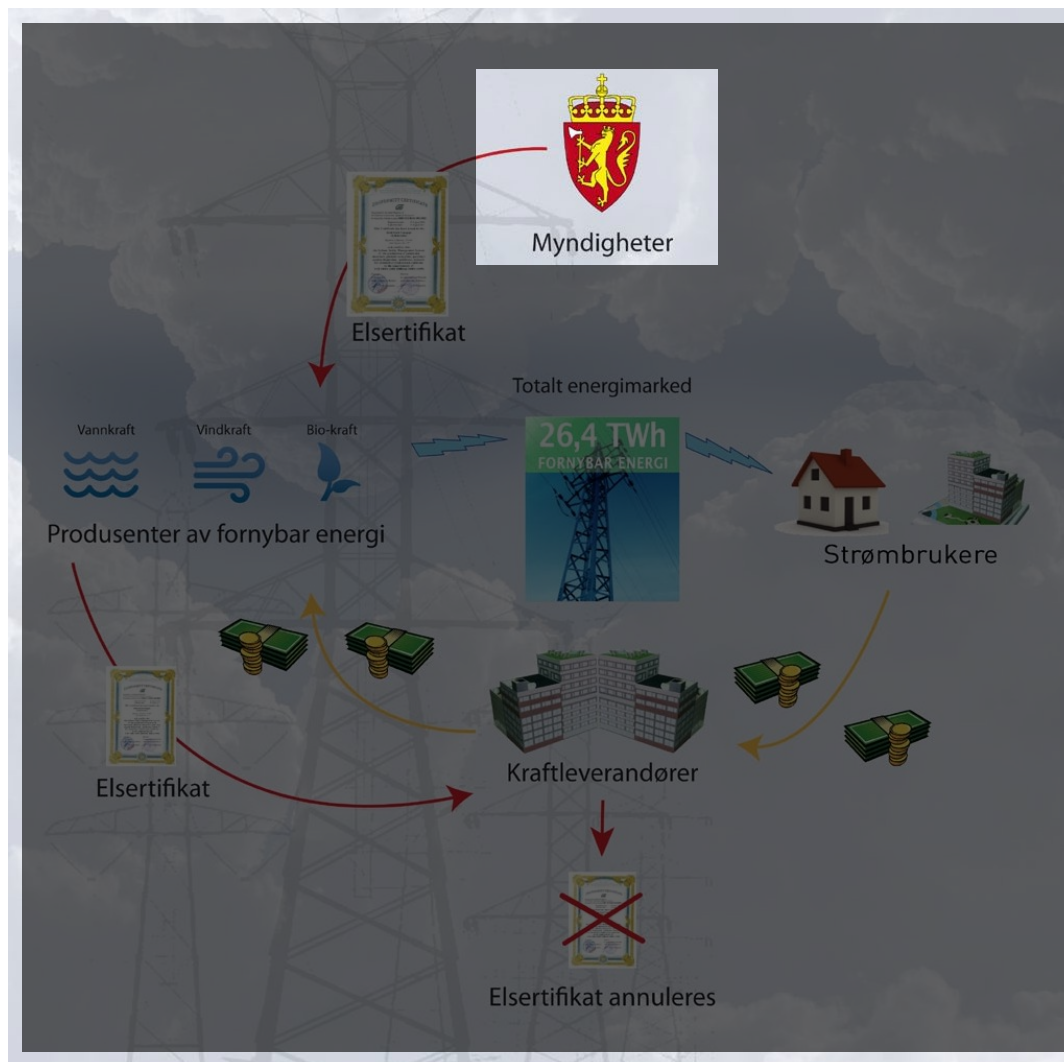 Myndigheter
Elsertifikat
Totalt energimarked
Vannkraft
Vindkraft
Bio-kraft
26,4 TWh
FORNYBAR ENERGI
Produsenter av fornybar energi
Strømbrukere
Elsertifikat
Kraftleverandører
Elsertifikat annuleres